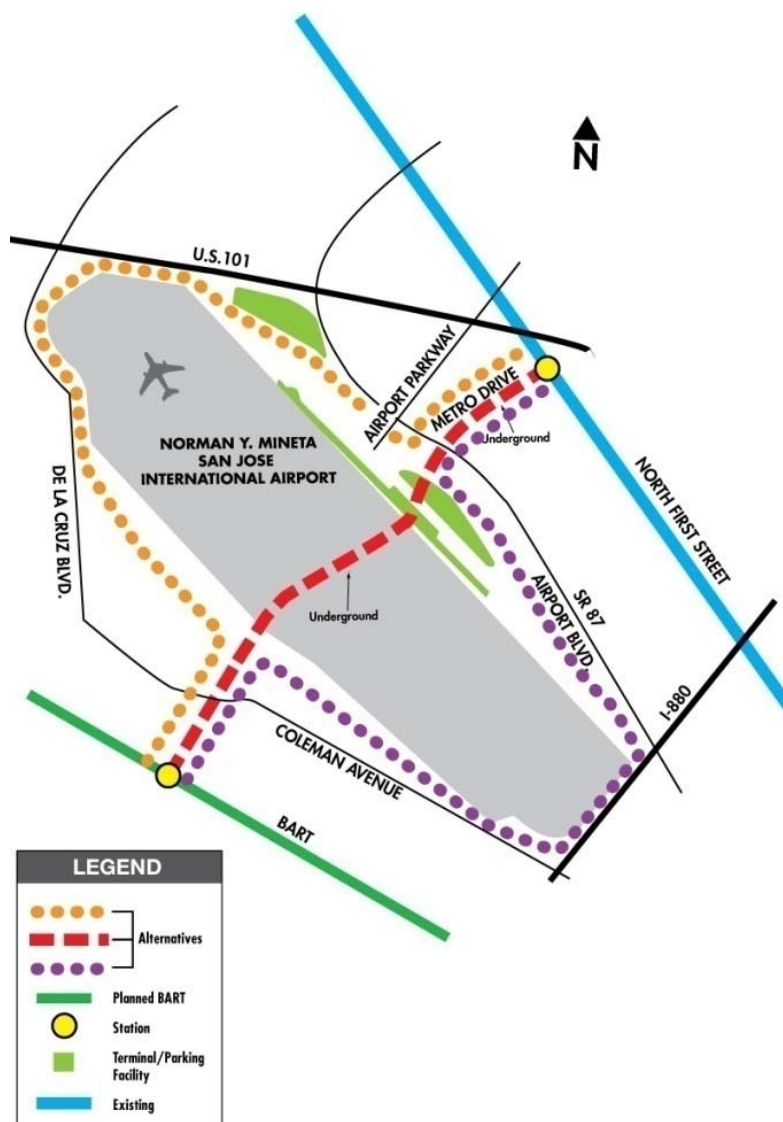 N
U.S.101
AIRPORT PARKWAY
METRO DRIVE
Underground
NORMAN Y. MINETA
SAN JOSE
INTERNATIONAL AIRPORT
DE LA CRUZ BLVD.
NORTH FIRST STREET
SR 87
AIRPORT BLVD.
Underground
I-880
COLEMAN AVENUE
BART
LEGEND
Alternatives
Planned BART
Station
Terminal/Parking
Facility
Existing